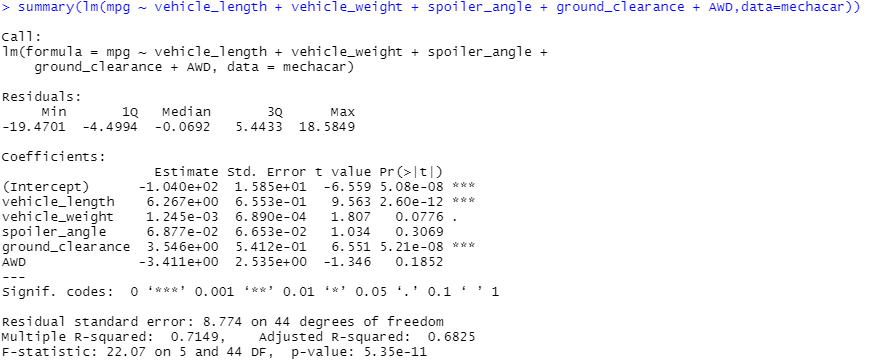 > summary(lm(mpg ~ vehicle_length + vehicle_weight + spoiler_angle + ground_clearance + AWD,data=mechacar))
Call:
lm(formula = mpg ~ vehicle_length + vehicle_weight + spoiler_angle +
    ground_clearance + AWD, data = mechacar)
Residuals:
     Min       1Q   Median       3Q      Max
-19.4701  -4.4994  -0.0692   5.4433  18.5849
Coefficients:
                   Estimate Std. Error t value Pr(>|t|)
(Intercept)      -1.040e+02  1.585e+01  -6.559 5.08e-08 ***
vehicle_length    6.267e+00  6.553e-01   9.563 2.60e-12 ***
vehicle_weight    1.245e-03  6.890e-04   1.807   0.0776 .
spoiler_angle     6.877e-02  6.653e-02   1.034   0.3069
ground_clearance  3.546e+00  5.412e-01   6.551 5.21e-08 ***
AWD              -3.411e+00  2.535e+00  -1.346   0.1852
---
Signif. codes:  0 ‘***’ 0.001 ‘**’ 0.01 ‘*’ 0.05 ‘.’ 0.1 ‘ ’ 1
Residual standard error: 8.774 on 44 degrees of freedom
Multiple R-squared:  0.7149,    Adjusted R-squared:  0.6825
F-statistic: 22.07 on 5 and 44 DF,  p-value: 5.35e-11